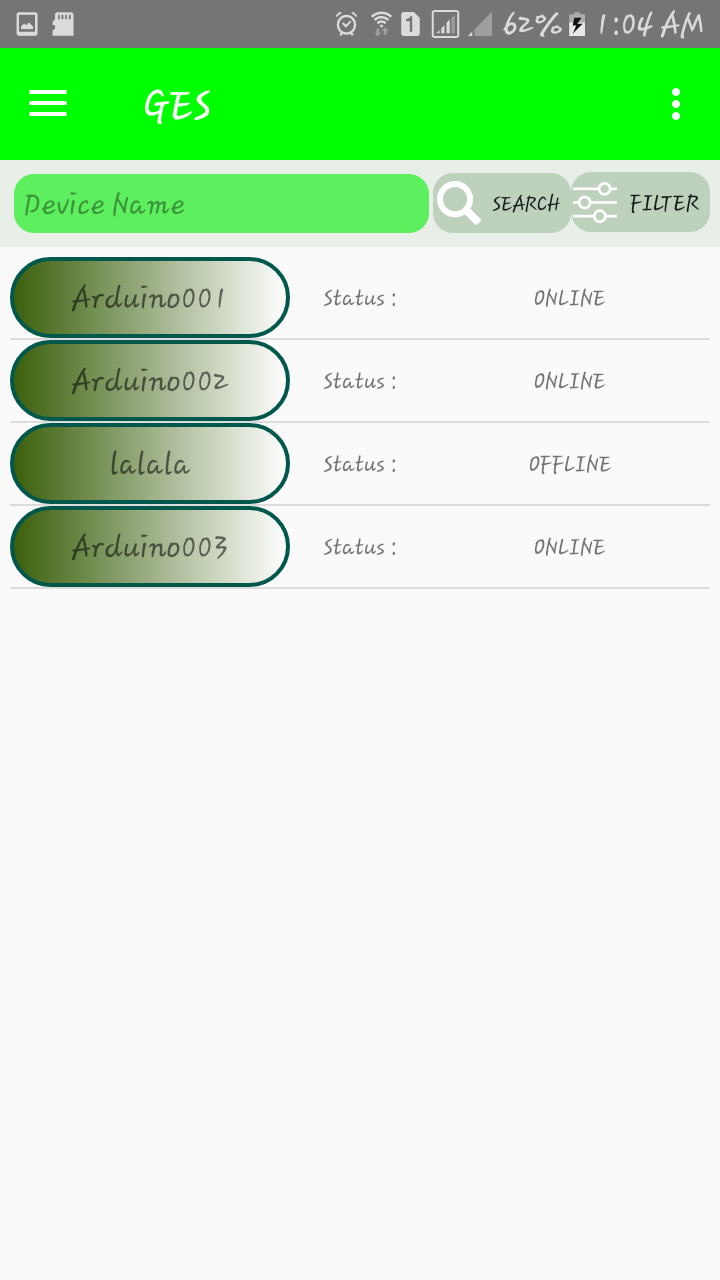 1 62% 1:04 AM
GES
Device Name SEARCH FILTER
Arduino001 Status : ONLINE
Arduino002 Status : ONLINE
lalala Status : OFFLINE
Arduino003 Status : ONLINE